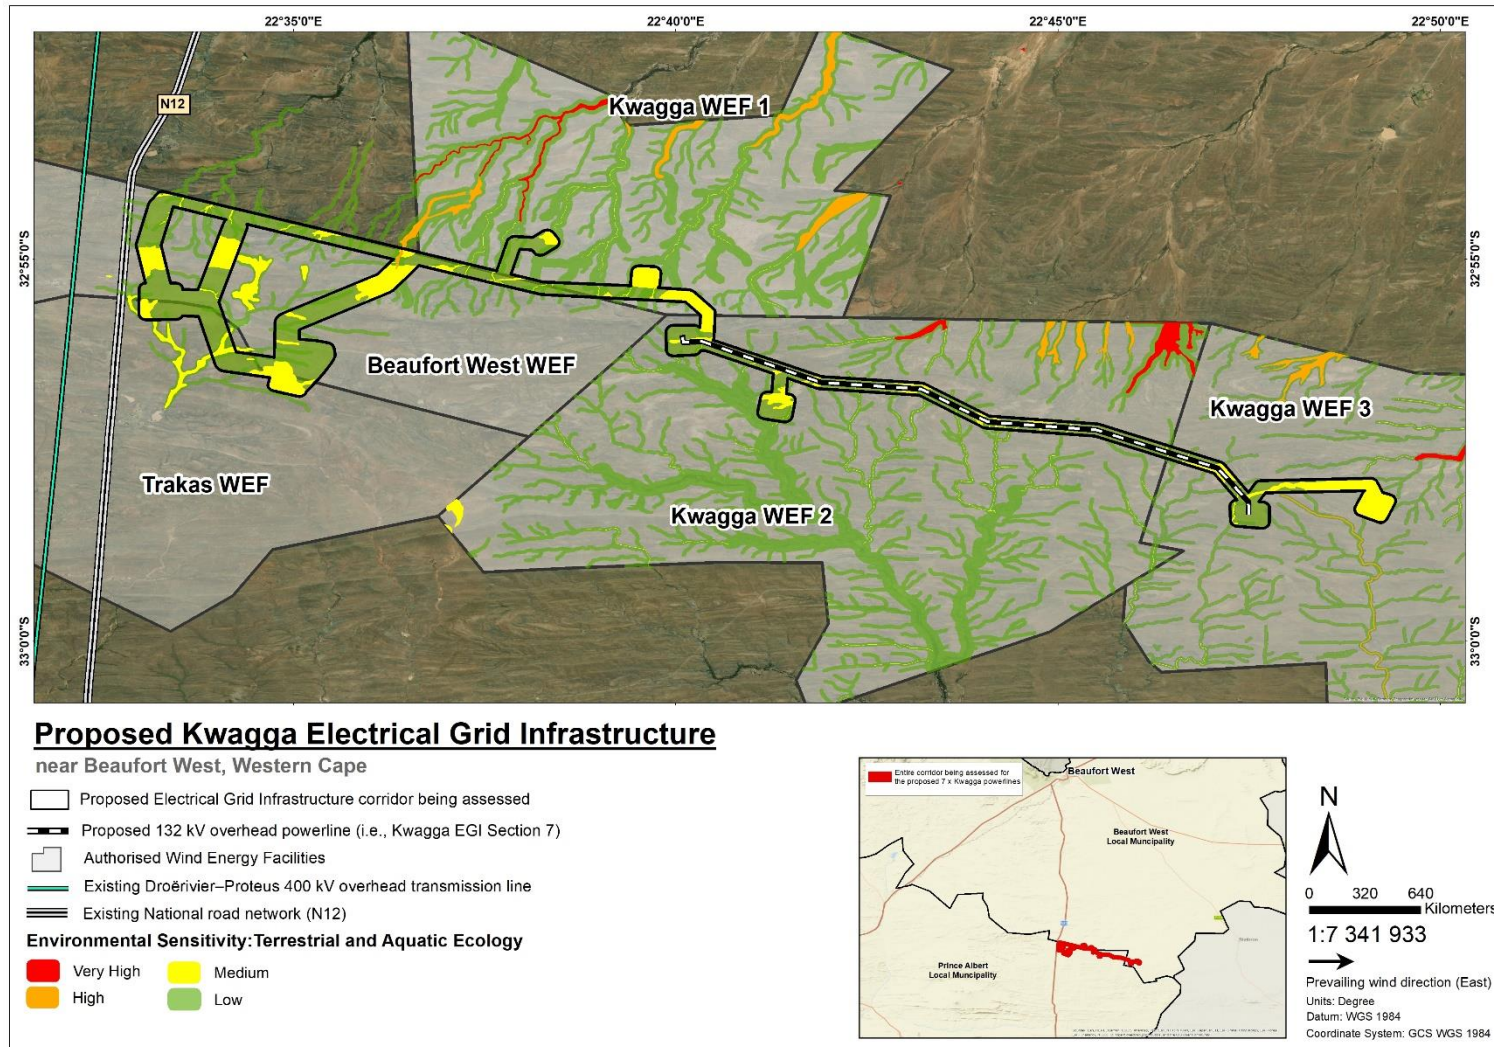 22°35'0"E 22°40'0"E 22°45'0"E 22°50'0"E
N12
Kwagga WEF 1
32°55'0"S
32°55'0"S
Beaufort West WEF
Kwagga WEF 3
Trakas WEF
Kwagga WEF 2
33°0'0"S
33°0'0"S
Proposed Kwagga Electrical Grid Infrastructure
near Beaufort West, Western Cape
Proposed Electrical Grid Infrastructure corridor being assessed
Proposed 132 kV overhead powerline (i.e., Kwagga EGI Section 7)
Authorised Wind Energy Facilities
Existing Droërivier–Proteus 400 kV overhead transmission line
Existing National road network (N12)
Environmental Sensitivity:Terrestrial and Aquatic Ecology
Very High
Medium
High
Low
Entire corridor being assessed for
the proposed 7 x Kwagga powerlines
Beaufort West
Beaufort West
Local Muncipality
Prince Albert
Local Muncipality
N
0 320 640
Kilometers
1:7 341 933
Prevailing wind direction (East)
Units: Degree
Datum: WGS 1984
Coordinate System: GCS WGS 1984